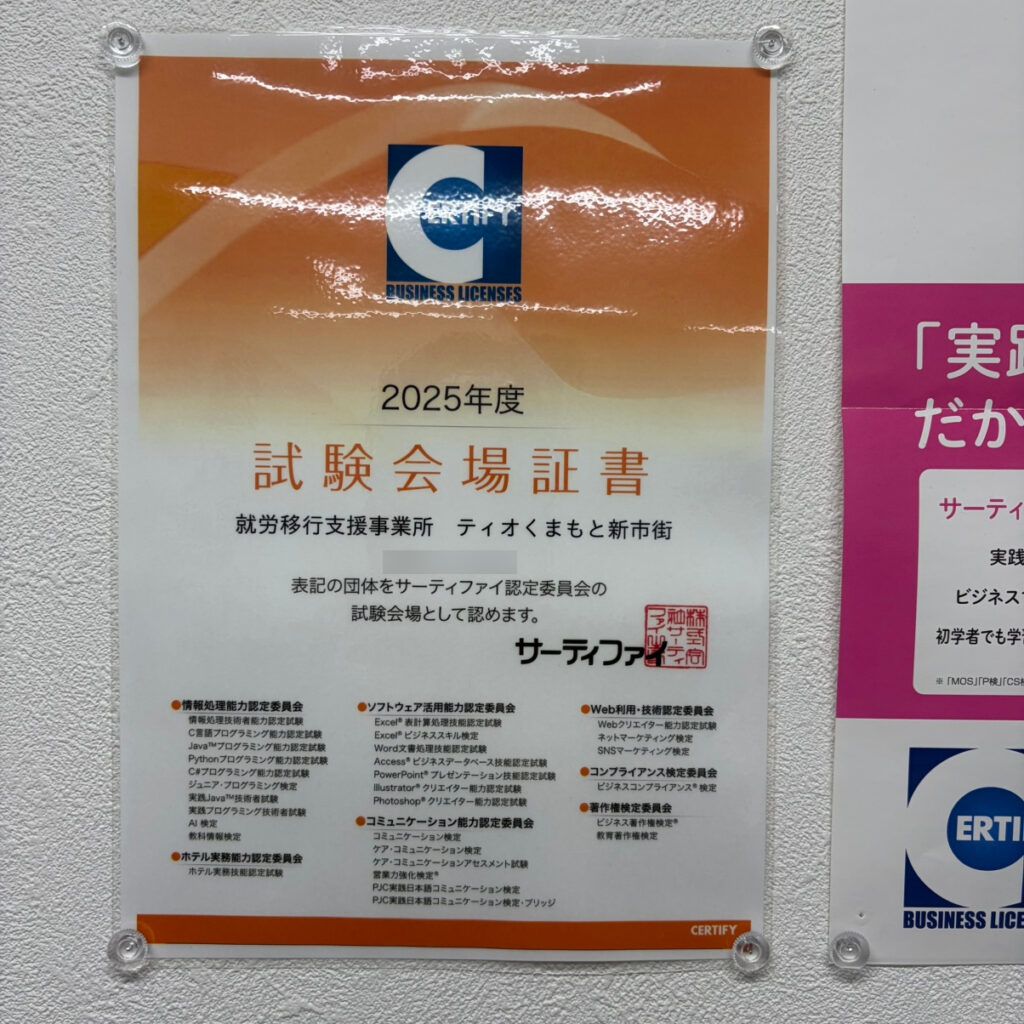 CERTIFY
BUSINESS LICENSES
2025年度
試験会場証書
就労移行支援事業所 ティオくまもと新市街
表記の団体をサーティファイ認定委員会の
試験会場として認めます。
サーティファイ
株式会社サーティファイ
●情報処理能力認定委員会
情報処理技術者能力認定試験
C言語プログラミング能力認定試験
Java™プログラミング能力認定試験
Pythonプログラミング能力認定試験
C#プログラミング能力認定試験
ジュニア・プログラミング検定
実践Java™技術者試験
実践プログラミング技術者試験
AI 検定
教科情報検定
●ホテル実務能力認定委員会
ホテル実務技能認定試験
●ソフトウェア活用能力認定委員会
Excel® 表計算処理技能認定試験
Excel® ビジネススキル検定
Word文書処理技能認定試験
Access® ビジネスデータベース技能認定試験
PowerPoint® プレゼンテーション技能認定試験
Illustrator® クリエイター能力認定試験
Photoshop® クリエイター能力認定試験
●コミュニケーション能力認定委員会
コミュニケーション検定
ケア・コミュニケーション検定
ケア・コミュニケーションアセスメント試験
営業力強化検定®
PJC実践日本語コミュニケーション検定
PJC実践日本語コミュニケーション検定・ブリッジ
●Web利用・技術認定委員会
Webクリエイター能力認定試験
ネットマーケティング検定
SNSマーケティング検定
●コンプライアンス検定委員会
ビジネスコンプライアンス® 検定
●著作権検定委員会
ビジネス著作権検定®
教育著作権検定
CERTIFY
「実践
だか
サーティ
実践
ビジネス
初学者でも学
※「MOS」「P検」「CS
ERTI
BUSINESS LICE